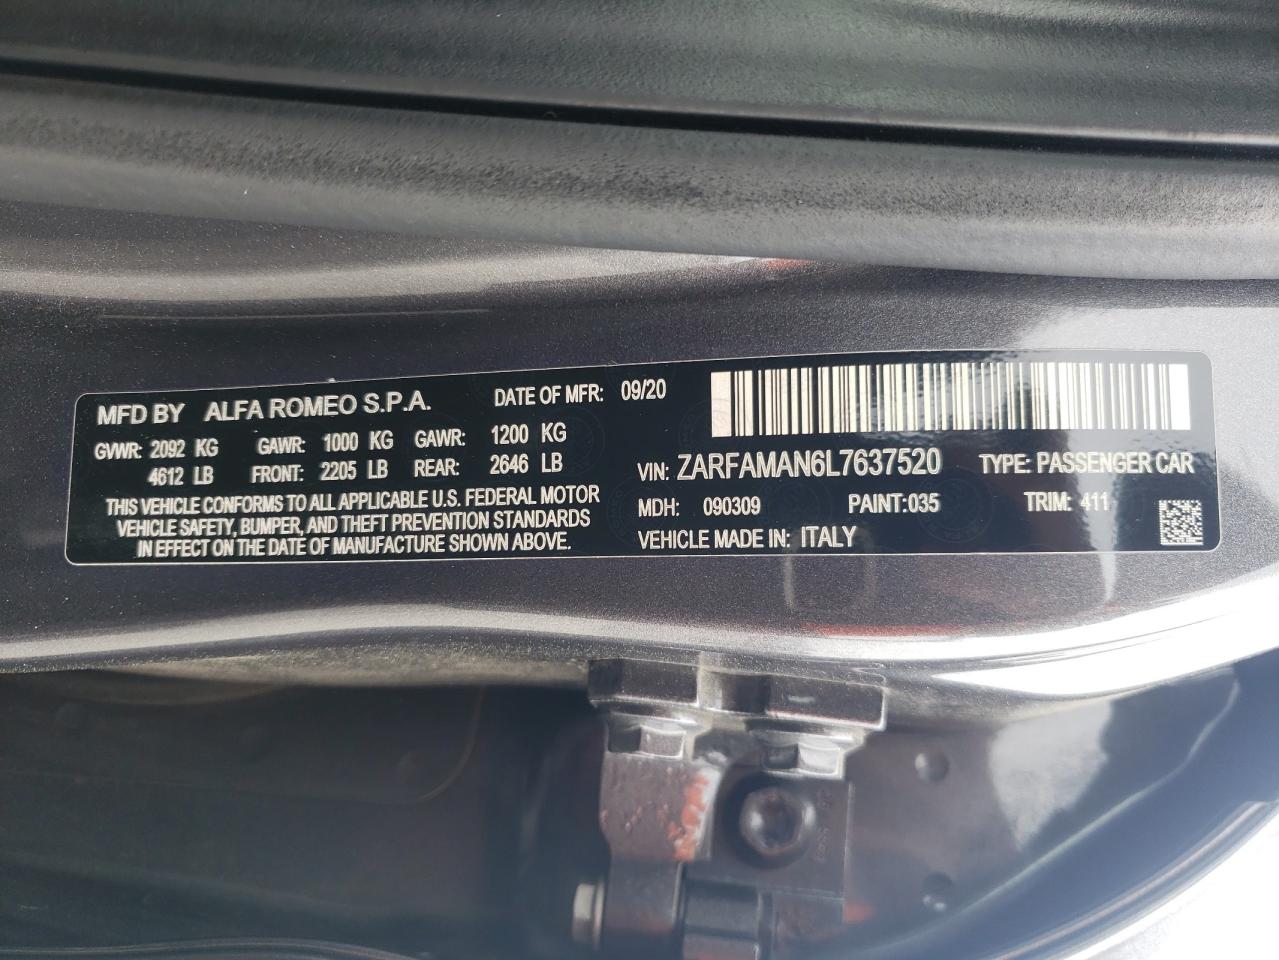 MFD BY ALFA ROMEO S.P.A. DATE OF MFR: 09/20
GVWR: 2092 KG GAWR: 1000 KG GAWR: 1200 KG
4612 LB FRONT: 2205 LB REAR: 2646 LB
THIS VEHICLE CONFORMS TO ALL APPLICABLE U.S. FEDERAL MOTOR
VEHICLE SAFETY, BUMPER, AND THEFT PREVENTION STANDARDS
IN EFFECT ON THE DATE OF MANUFACTURE SHOWN ABOVE.
VIN: ZARFAMAN6L7637520 TYPE: PASSENGER CAR
MDH: 090309 PAINT:035 TRIM: 411
VEHICLE MADE IN: ITALY